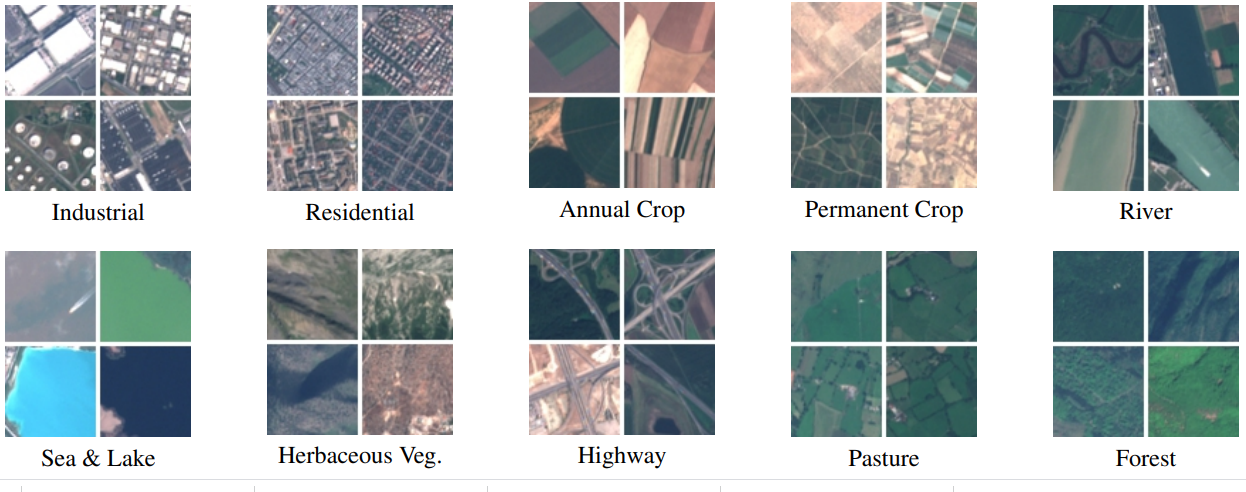 Industrial
Residential
Annual Crop
Permanent Crop
River
Sea & Lake
Herbaceous Veg.
Highway
Pasture
Forest